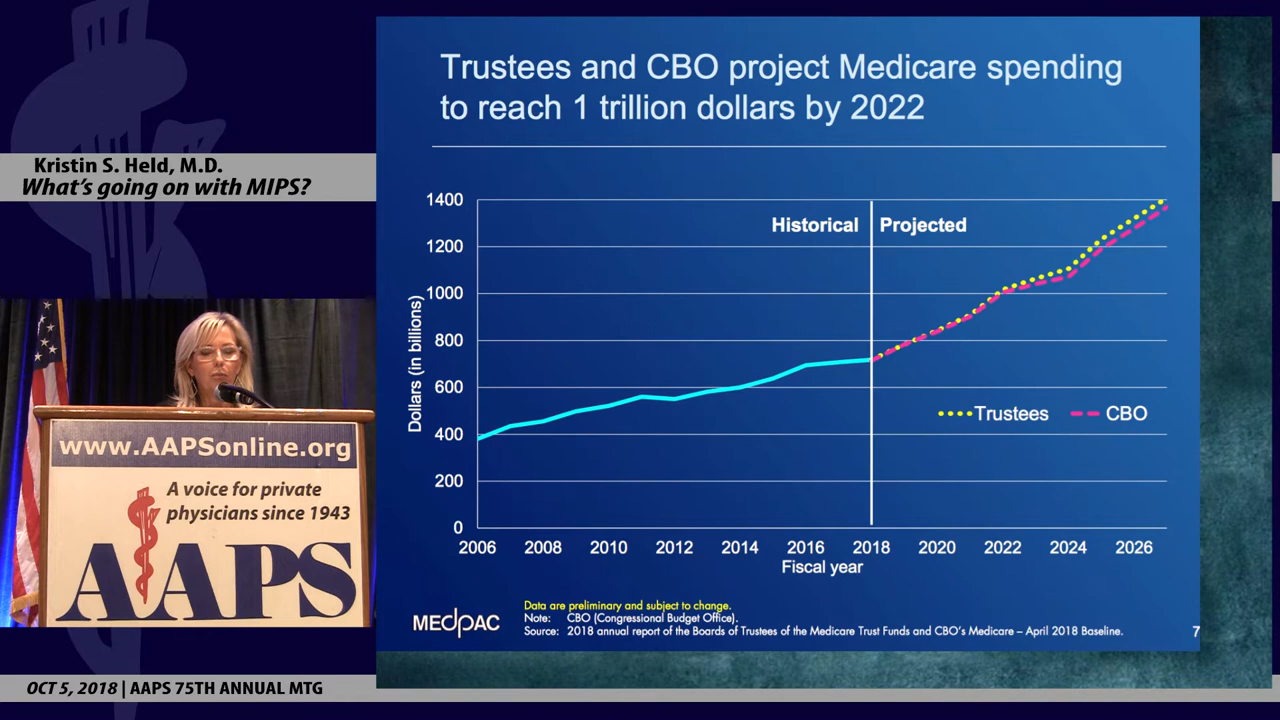 Kristin S. Held, M.D.
What's going on with MIPS?
www.AAPSonline.org
A voice for private
physicians since 1943
AAPS
OCT 5, 2018 | AAPS 75TH ANNUAL MTG
Trustees and CBO project Medicare spending
to reach 1 trillion dollars by 2022
Dollars (in billions)
1400
1200
1000
800
600
400
200
0
Historical
Projected
Trustees
CBO
2006 2008 2010 2012 2014 2016 2018 2020 2022 2024 2026
Fiscal year
MEdpAC
Data are preliminary and subject to change.
Note: CBO (Congressional Budget Office).
Source: 2018 annual report of the Boards of Trustees of the Medicare Trust Funds and CBO's Medicare – April 2018 Baseline.
7